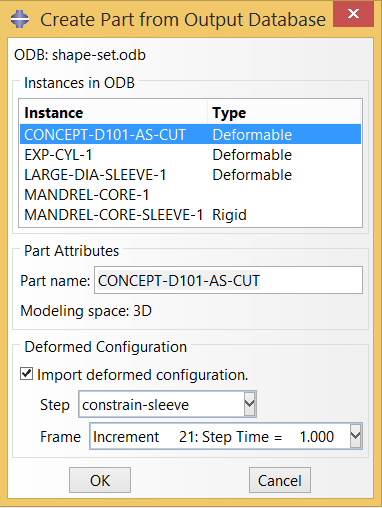 Create Part from Output Database
ODB: shape-set.odb
Instances in ODB
Instance Type
CONCEPT-D101-AS-CUT Deformable
EXP-CYL-1 Deformable
LARGE-DIA-SLEEVE-1 Deformable
MANDREL-CORE-1
MANDREL-CORE-SLEEVE-1 Rigid
Part Attributes
Part name: CONCEPT-D101-AS-CUT
Modeling space: 3D
Deformed Configuration
Import deformed configuration.
Step constrain-sleeve
Frame Increment 21: Step Time = 1.000
OK Cancel